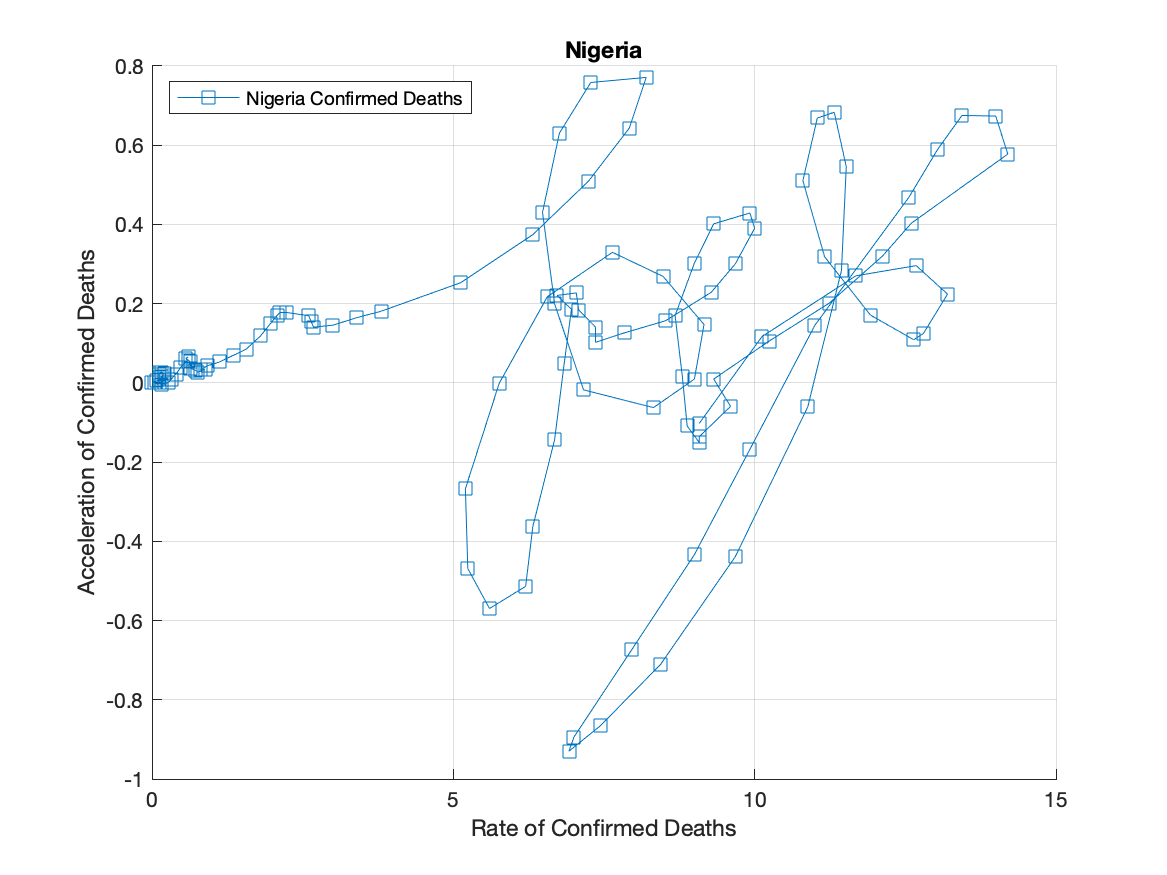 Nigeria
Nigeria Confirmed Deaths
0.8
0.6
0.4
0.2
0
-0.2
-0.4
-0.6
-0.8
-1
Acceleration of Confirmed Deaths
0 5 10 15
Rate of Confirmed Deaths